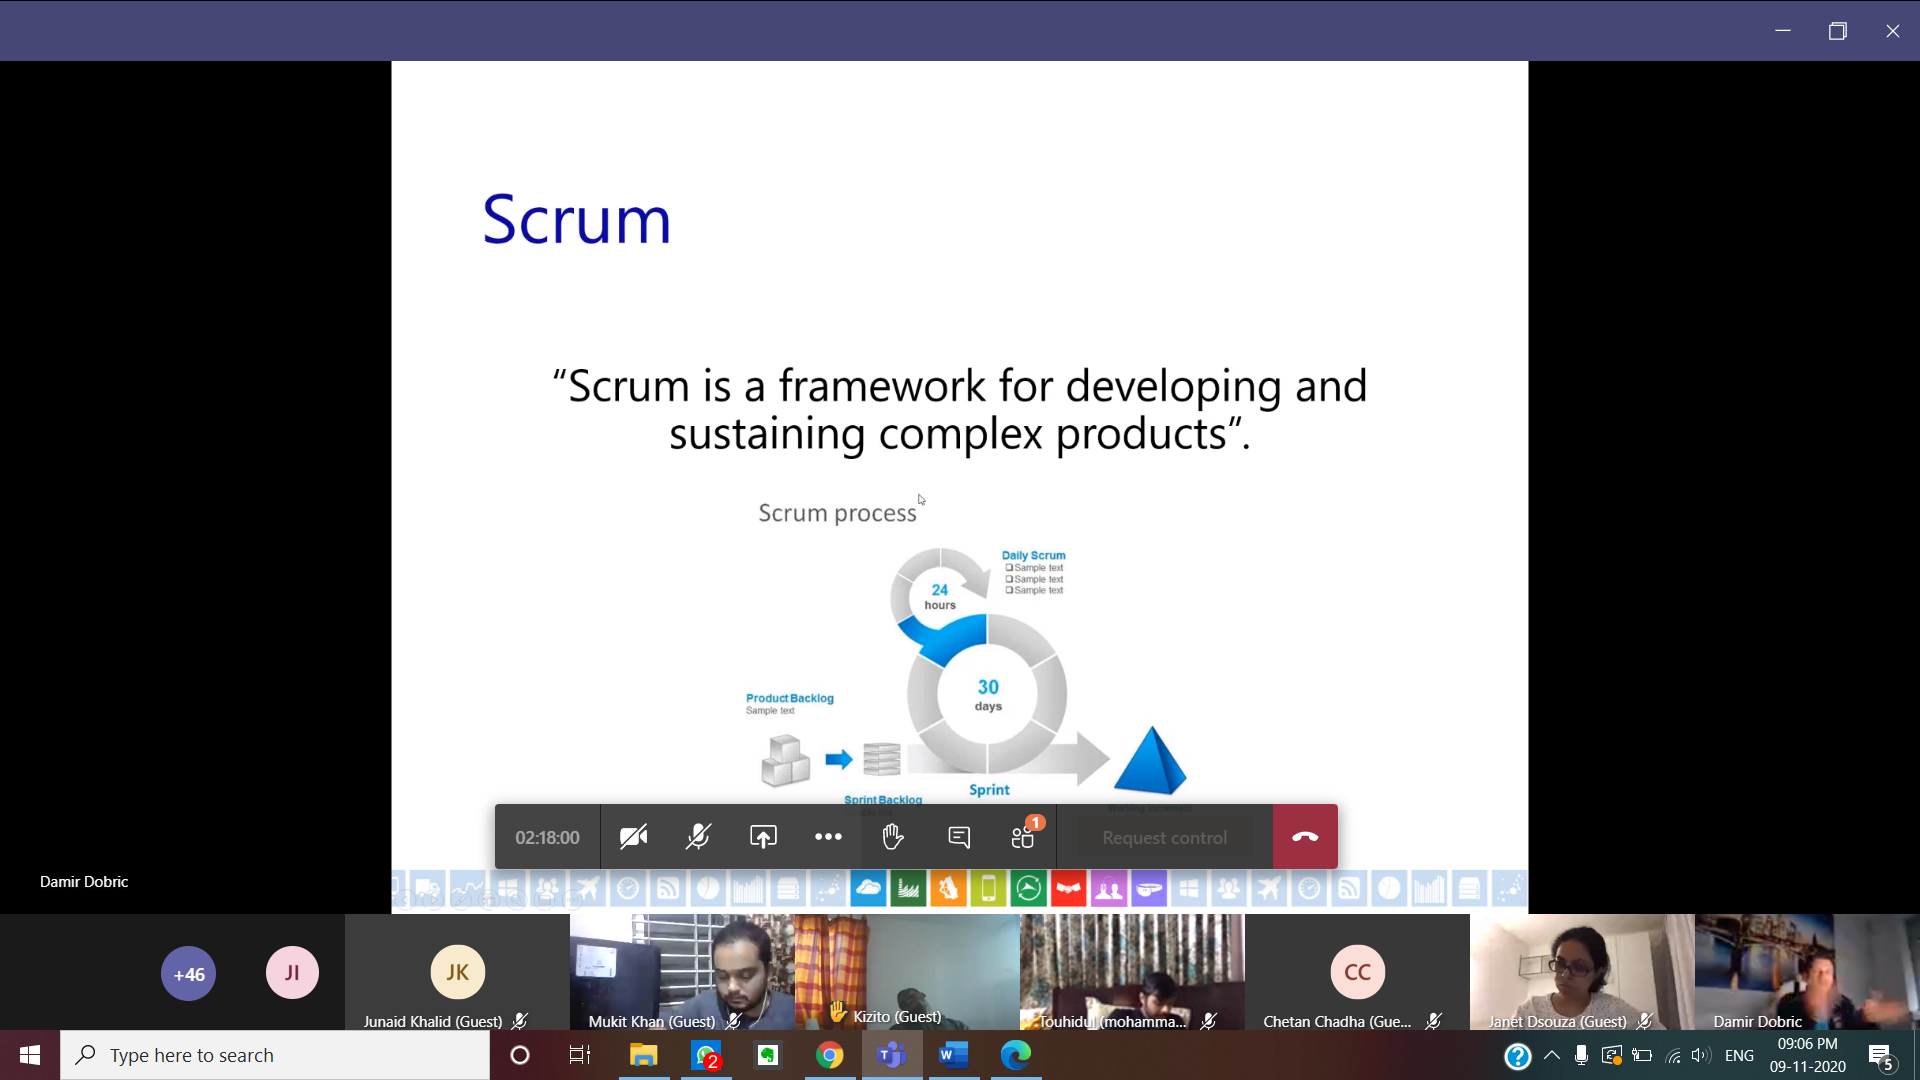 Scrum
“Scrum is a framework for developing and
sustaining complex products”.
Scrum process
Daily Scrum
Sample text
Sample text
Sample text
24
hours
30
days
Product Backlog
Sample text
Sprint Backlog
Sprint
02:18:00
1
Request control
Damir Dobric
+46
JI
JK
CC
Junaid Khalid (Guest)
Mukit Khan (Guest)
Kizito (Guest)
Touhidul (mohamma...
Chetan Chadha (Gue...
Janet Dsouza (Guest)
Damir Dobric
Type here to search
2
ENG
09:06 PM
09-11-2020
5